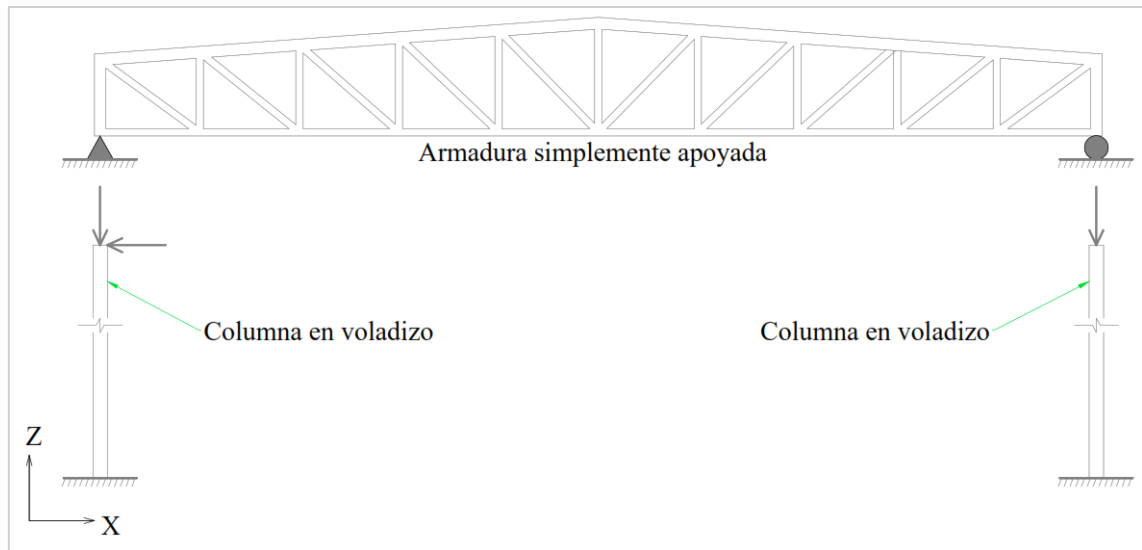 Armadura simplemente apoyada
Columna en voladizo
Columna en voladizo
Z
X